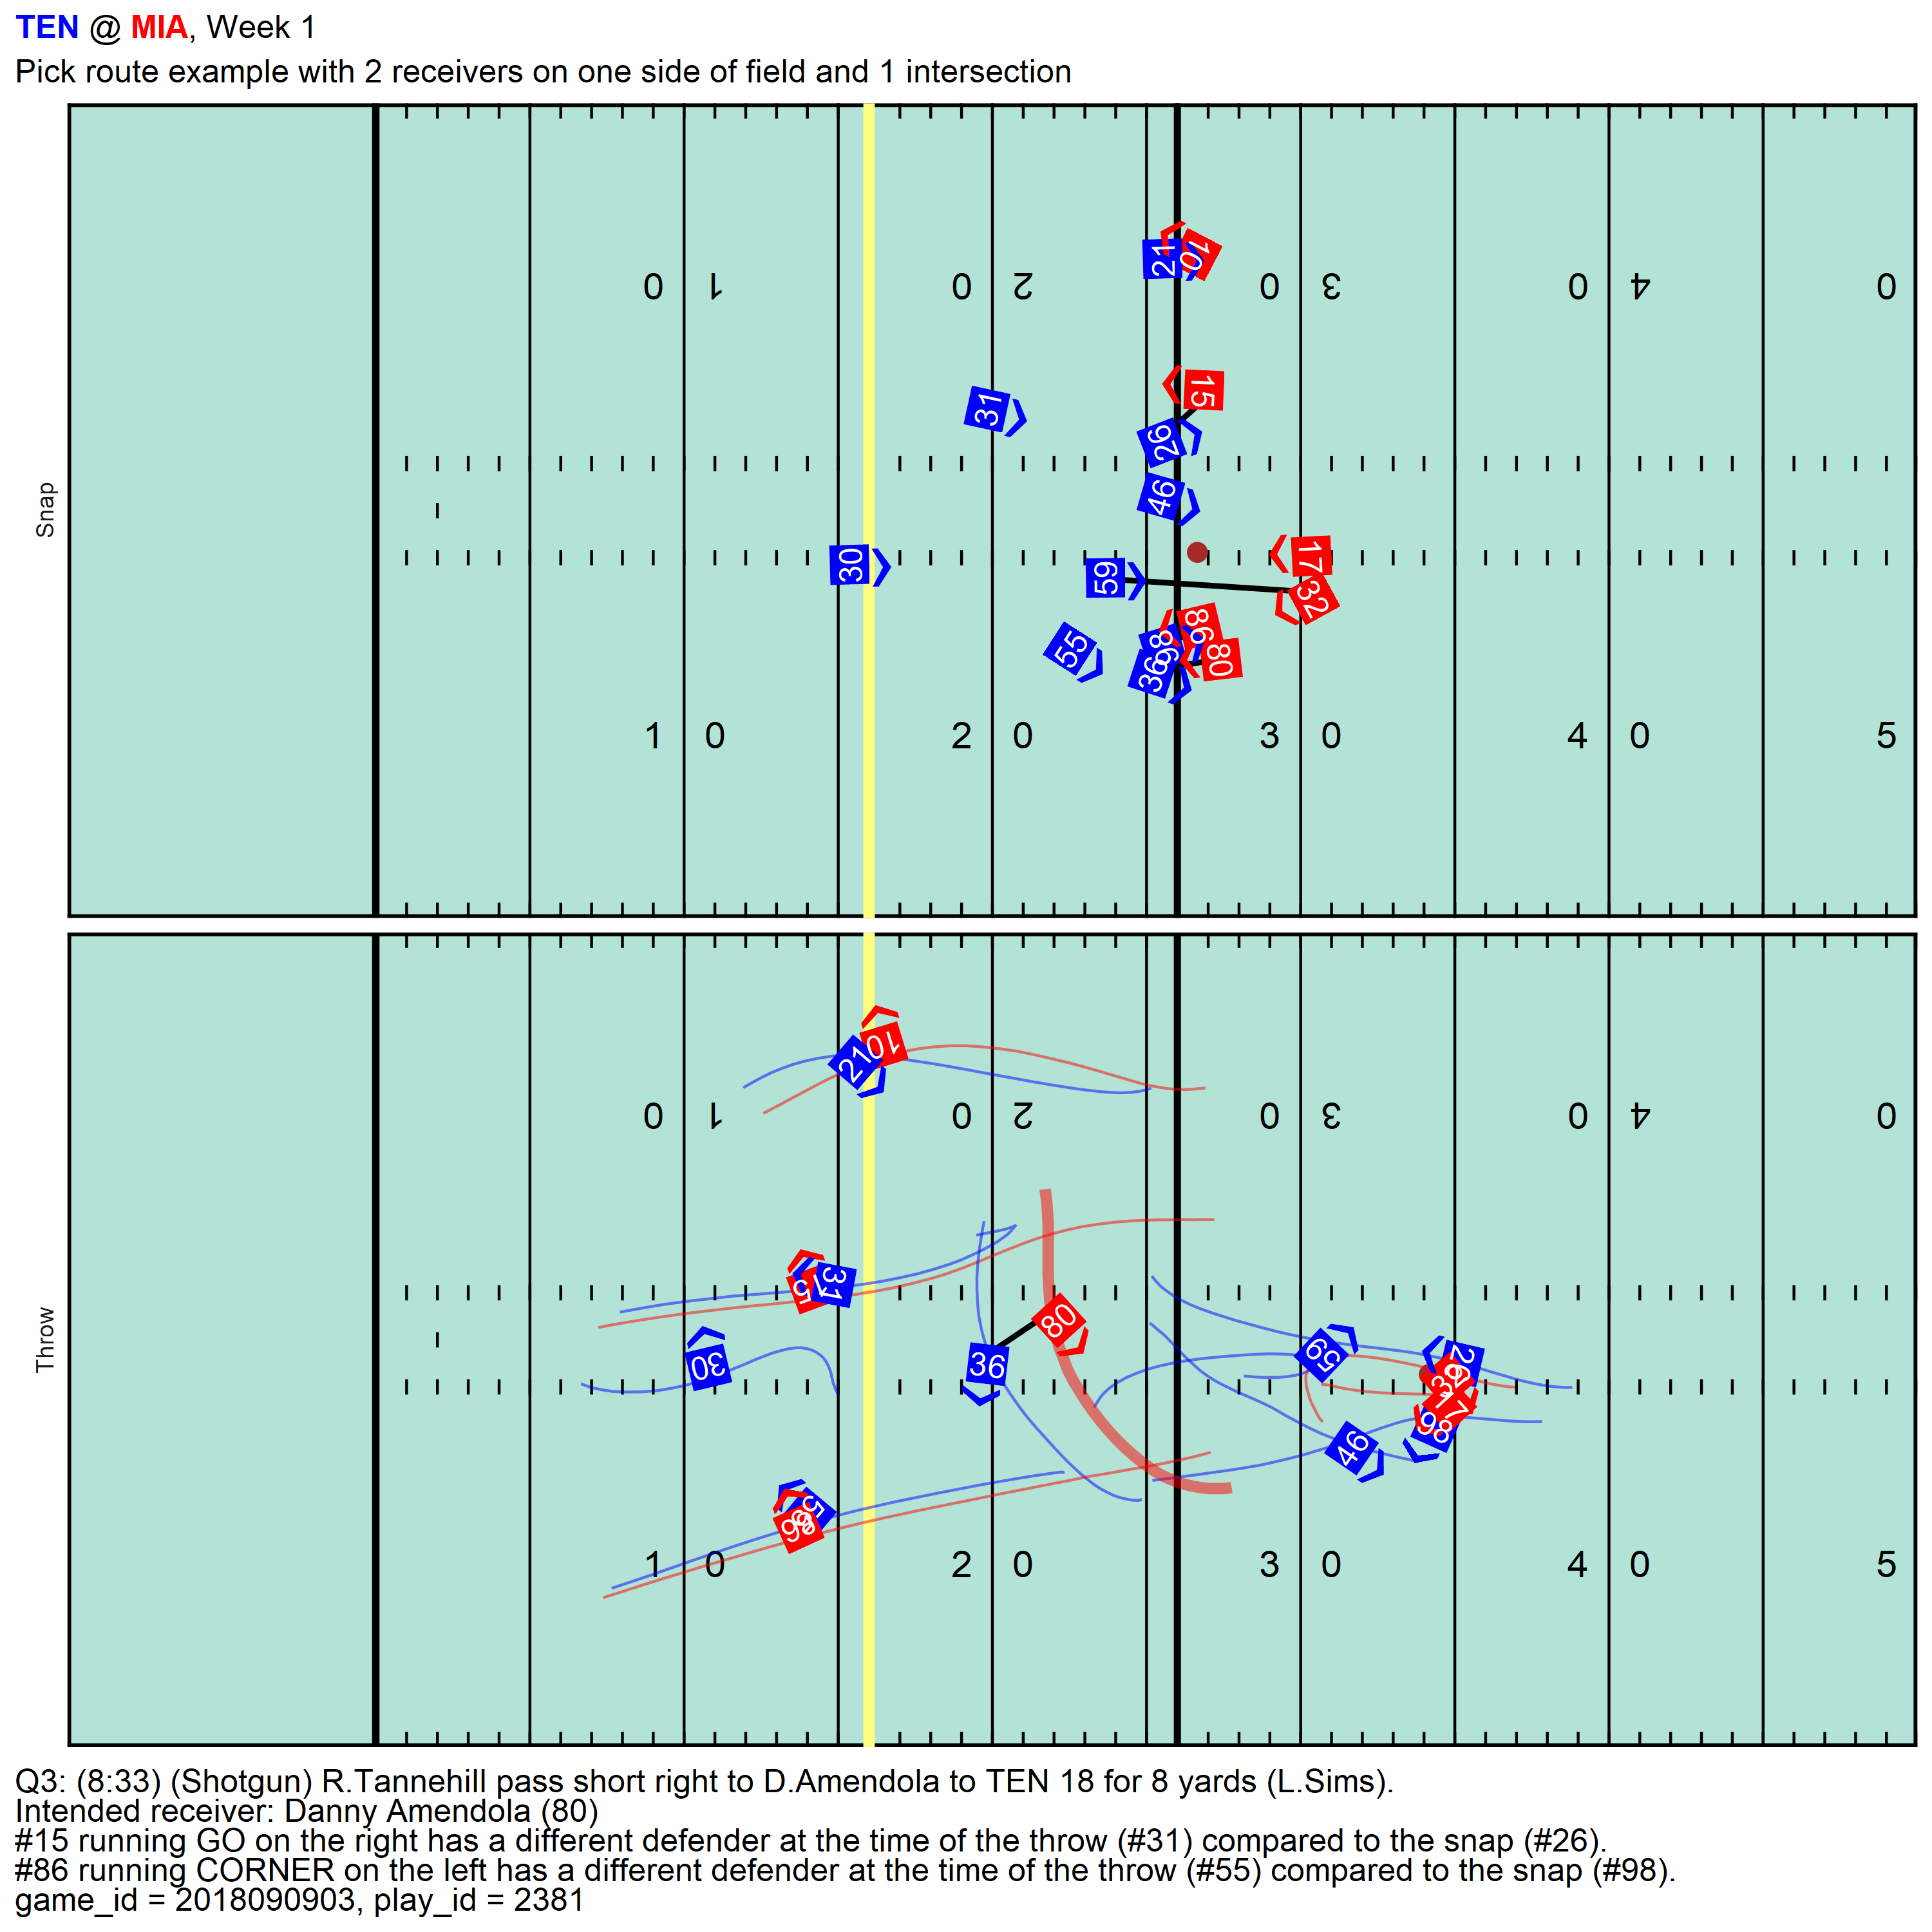 TEN @ MIA, Week 1
Pick route example with 2 receivers on one side of field and 1 intersection
Snap
21 10
0 1 0 2 0 3 0 4 0
31 15
26
46
30 59 17
32
55 98 86
36 80
1 0 2 0 3 0 4 0 5
Throw
10
21
0 1 0 2 0 3 0 4 0
31
30 36 80 59
17
46 98
1 0 2 0 3 0 4 0 5
Q3: (8:33) (Shotgun) R.Tannehill pass short right to D.Amendola to TEN 18 for 8 yards (L.Sims).
Intended receiver: Danny Amendola (80)
#15 running GO on the right has a different defender at the time of the throw (#31) compared to the snap (#26).
#86 running CORNER on the left has a different defender at the time of the throw (#55) compared to the snap (#98).
game_id = 2018090903, play_id = 2381